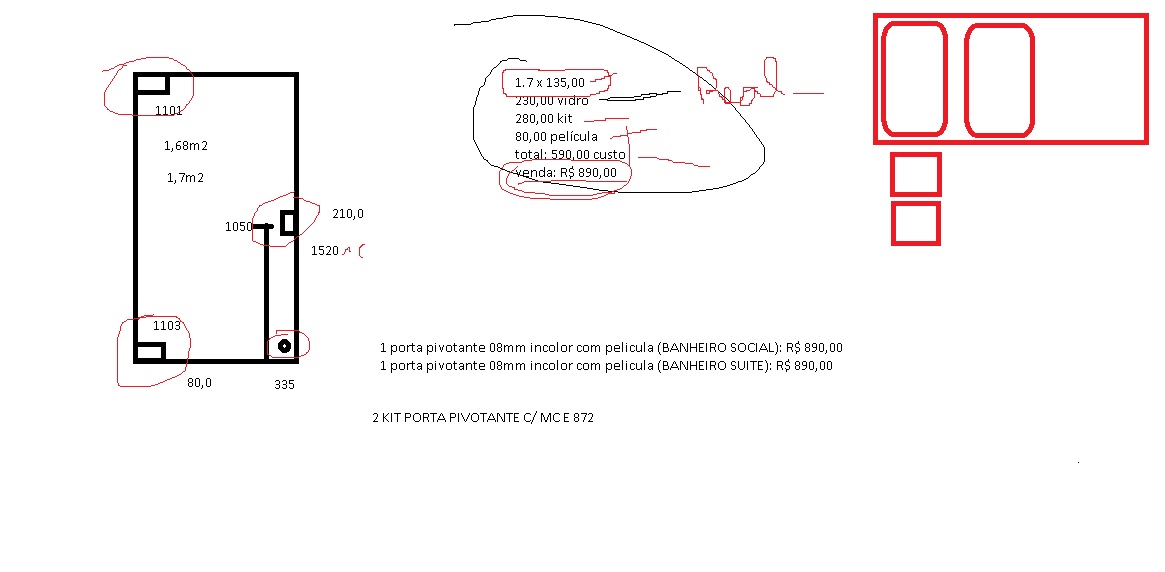 1101
1,68m2
1,7m2
1050
210,0
1520
1103
80,0
335
1.7 x 135,00
230,00 vidro
280,00 kit
80,00 película
total: 590,00 custo
venda: R$ 890,00
1 porta pivotante 08mm incolor com pelicula (BANHEIRO SOCIAL): R$ 890,00
1 porta pivotante 08mm incolor com pelicula (BANHEIRO SUITE): R$ 890,00
2 KIT PORTA PIVOTANTE C/ MC E 872